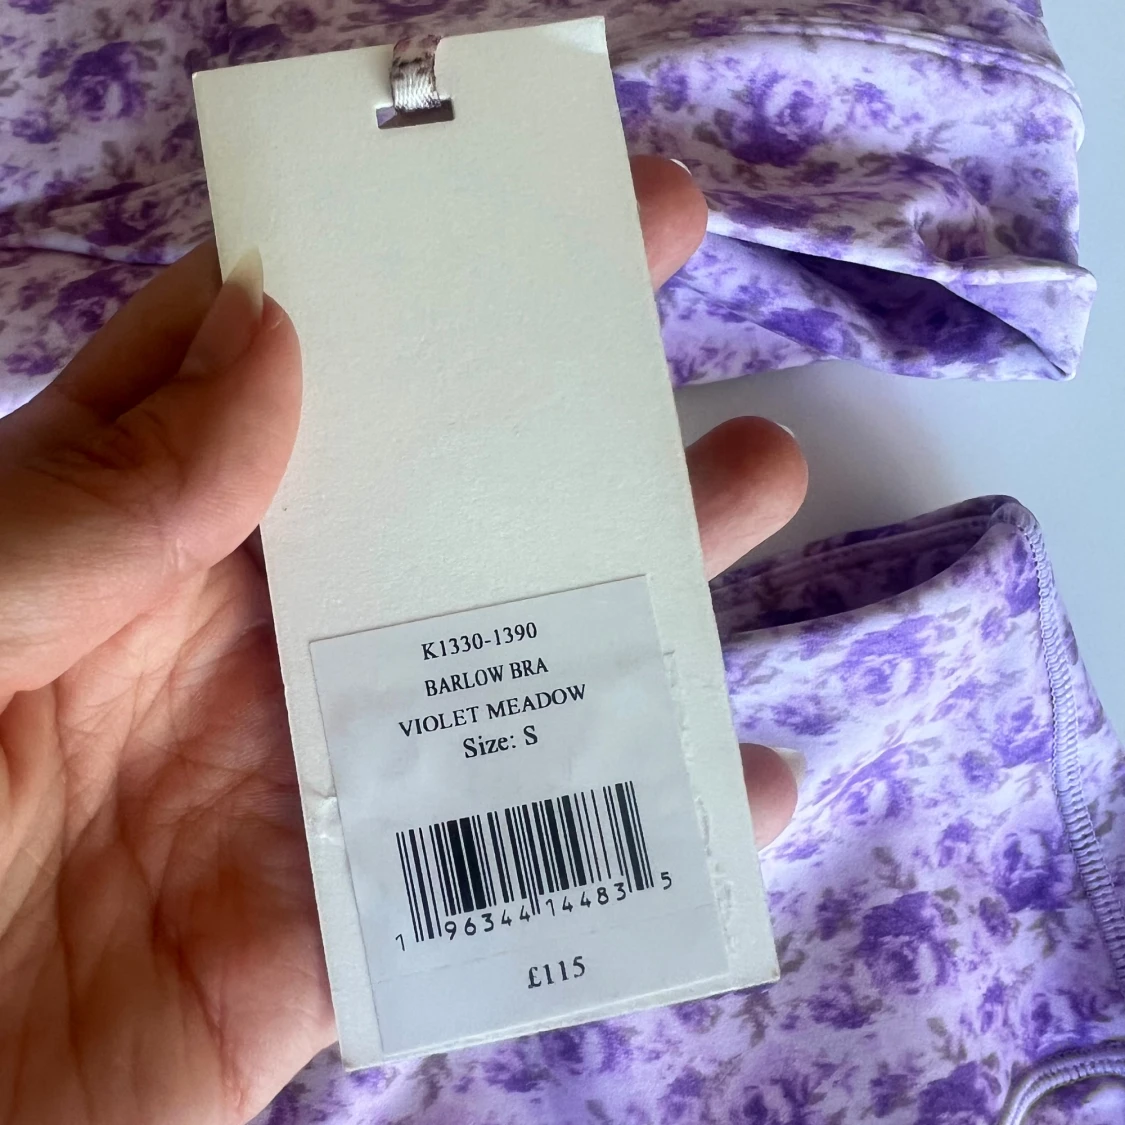 K1330-1390
BARLOW BRA
VIOLET MEADOW
Size: S
1 96344 14483 5
£115